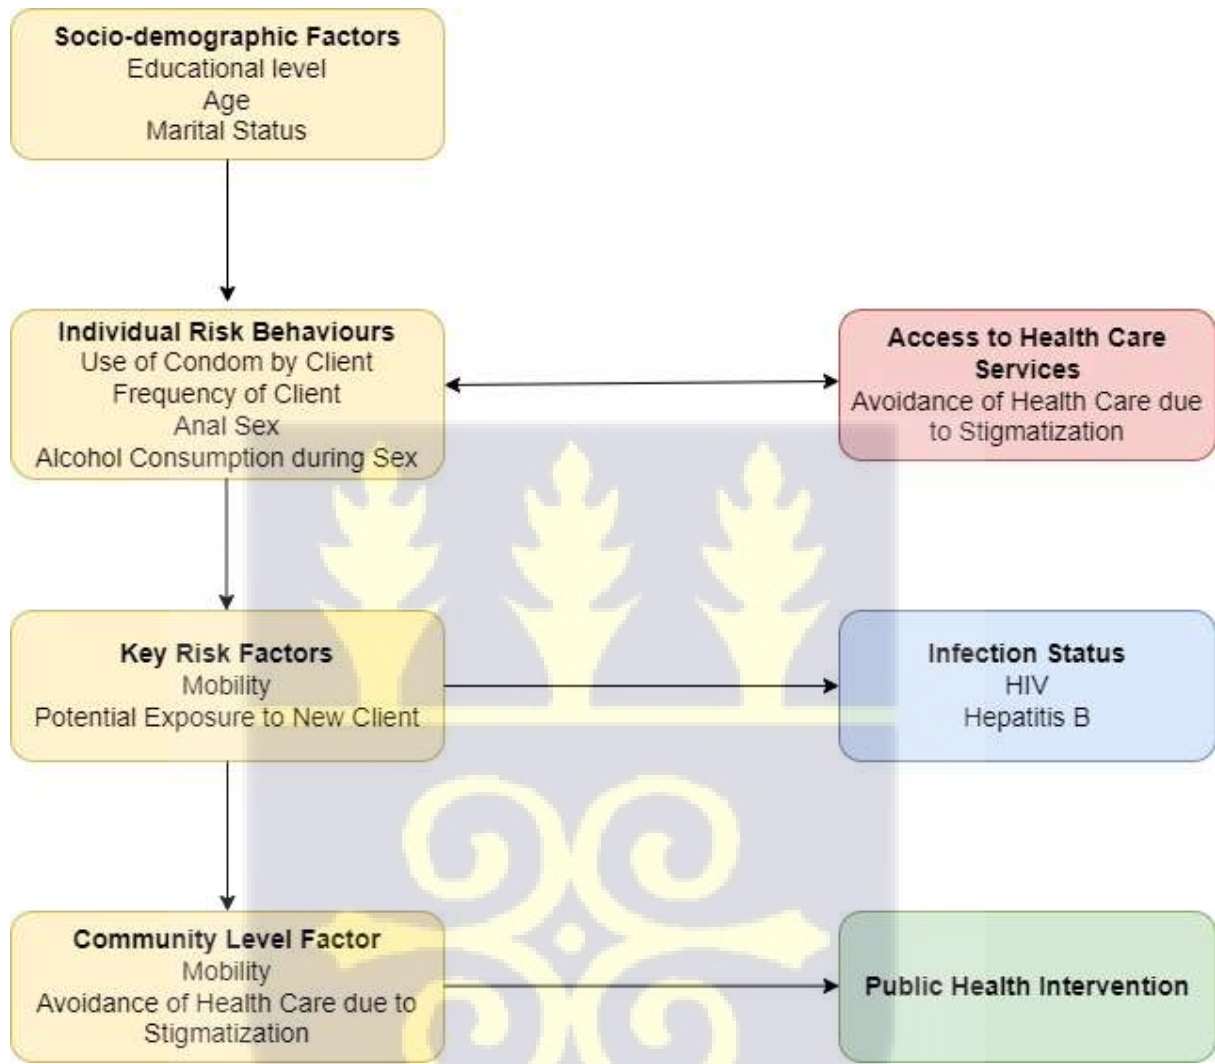 Socio-demographic Factors
Educational level
Age
Marital Status
Individual Risk Behaviours
Use of Condom by Client
Frequency of Client
Anal Sex
Alcohol Consumption during Sex
Access to Health Care
Services
Avoidance of Health Care due
to Stigmatization
Key Risk Factors
Mobility
Potential Exposure to New Client
Infection Status
HIV
Hepatitis B
Community Level Factor
Mobility
Avoidance of Health Care due to
Stigmatization
Public Health Intervention